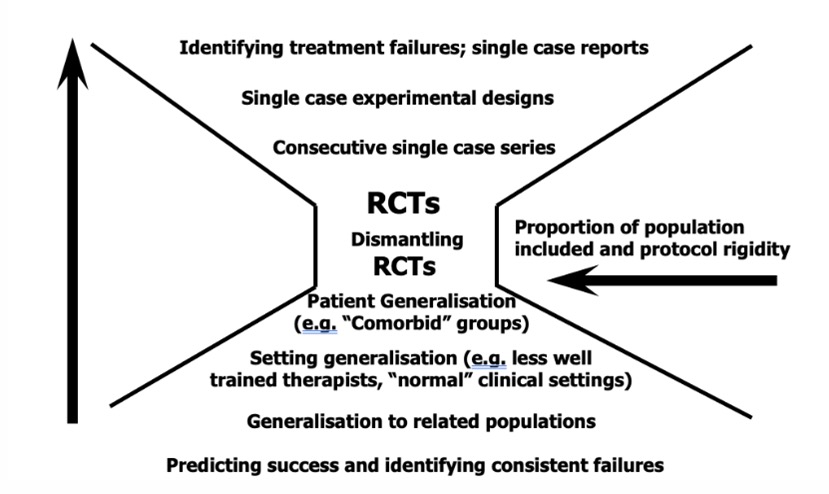 Identifying treatment failures; single case reports
Single case experimental designs
Consecutive single case series
RCTs
Dismantling
RCTs
Proportion of population
included and protocol rigidity
Patient Generalisation
(e.g. “Comorbid” groups)
Setting generalisation (e.g. less well
trained therapists, “normal” clinical settings)
Generalisation to related populations
Predicting success and identifying consistent failures